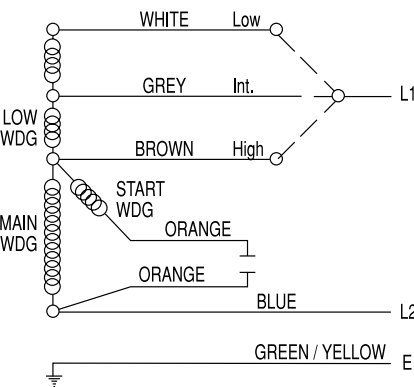 WHITE Low
GREY Int. L1
LOW
WDG
BROWN High
START
WDG
MAIN
WDG
ORANGE
ORANGE
BLUE L2
GREEN / YELLOW E